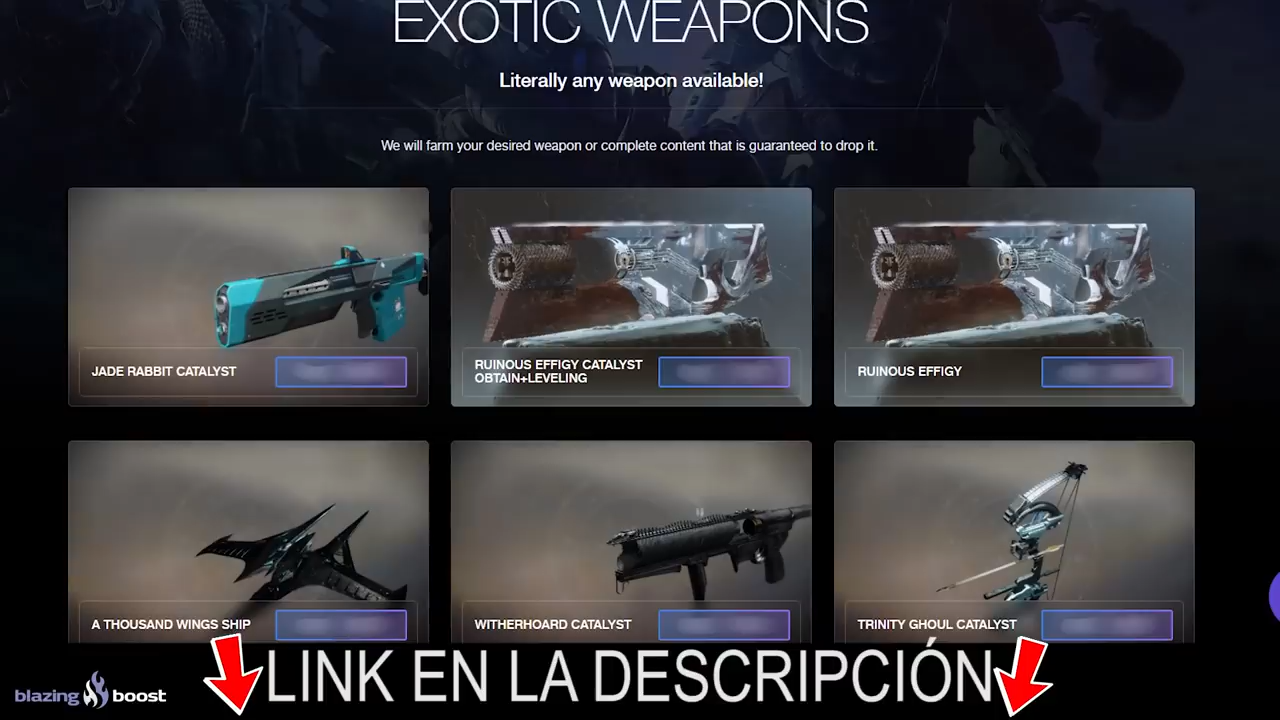 EXOTIC WEAPONS
Literally any weapon available!
We will farm your desired weapon or complete content that is guaranteed to drop it.
JADE RABBIT CATALYST
RUINOUS EFFIGY CATALYST
OBTAIN+LEVELING
RUINOUS EFFIGY
A THOUSAND WINGS SHIP
WITHERHOARD CATALYST
TRINITY GHOUL CATALYST
LINK EN LA DESCRIPCIÓN
blazing boost